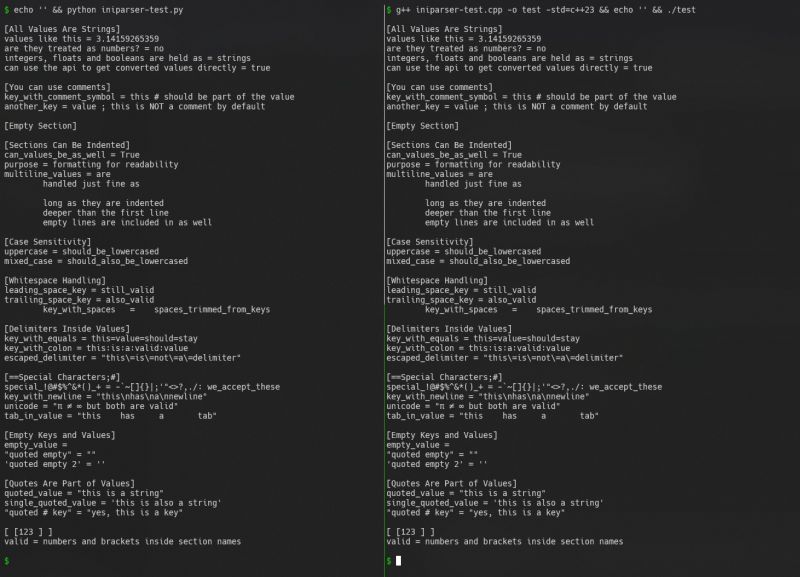 $ echo '' && python iniparser-test.py

[All Values Are Strings]
values like this = 3.14159265359
are they treated as numbers? = no
integers, floats and booleans are held as = strings
can use the api to get converted values directly = true

[You can use comments]
key_with_comment_symbol = this # should be part of the value
another_key = value ; this is NOT a comment by default

[Empty Section]

[Sections Can Be Indented]
can_values_be_as_well = True
purpose = formatting for readability
multiline_values = are
        handled just fine as

        long as they are indented
        deeper than the first line
        empty lines are included in as well

[Case Sensitivity]
uppercase = should_be_lowercased
mixed_case = should_also_be_lowercased

[Whitespace Handling]
leading_space_key = still_valid
trailing_space_key = also_valid
        key_with_spaces   =    spaces_trimmed_from_keys

[Delimiters Inside Values]
key_with_equals = this=value=should=stay
key_with_colon = this:is:a:valid:value
escaped_delimiter = "this\=is\=not\=a\=delimiter"

[==Special Characters;#]
special_!@#$%^&*()_+ = -`~[]{}|;'"<>?,./: we_accept_these
key_with_newline = "this\nhas\na\nnewline"
unicode = "π ≠ ∞ but both are valid"
tab_in_value = "this    has     a       tab"

[Empty Keys and Values]
empty_value =
"quoted empty" = ""
'quoted empty 2' = ''

[Quotes Are Part of Values]
quoted_value = "this is a string"
single_quoted_value = 'this is also a string'
"quoted # key" = "yes, this is a key"

[ [123 ] ]
valid = numbers and brackets inside section names

$

$ g++ iniparser-test.cpp -o test -std=c++23 && echo '' && ./test

[All Values Are Strings]
values like this = 3.14159265359
are they treated as numbers? = no
integers, floats and booleans are held as = strings
can use the api to get converted values directly = true

[You can use comments]
key_with_comment_symbol = this # should be part of the value
another_key = value ; this is NOT a comment by default

[Empty Section]

[Sections Can Be Indented]
can_values_be_as_well = True
purpose = formatting for readability
multiline_values = are
        handled just fine as

        long as they are indented
        deeper than the first line
        empty lines are included in as well

[Case Sensitivity]
uppercase = should_be_lowercased
mixed_case = should_also_be_lowercased

[Whitespace Handling]
leading_space_key = still_valid
trailing_space_key = also_valid
        key_with_spaces   =    spaces_trimmed_from_keys

[Delimiters Inside Values]
key_with_equals = this=value=should=stay
key_with_colon = this:is:a:valid:value
escaped_delimiter = "this\=is\=not\=a\=delimiter"

[==Special Characters;#]
special_!@#$%^&*()_+ = -`~[]{}|;'"<>?,./: we_accept_these
key_with_newline = "this\nhas\na\nnewline"
unicode = "π ≠ ∞ but both are valid"
tab_in_value = "this    has     a       tab"

[Empty Keys and Values]
empty_value =
"quoted empty" = ""
'quoted empty 2' = ''

[Quotes Are Part of Values]
quoted_value = "this is a string"
single_quoted_value = 'this is also a string'
"quoted # key" = "yes, this is a key"

[ [123 ] ]
valid = numbers and brackets inside section names

$